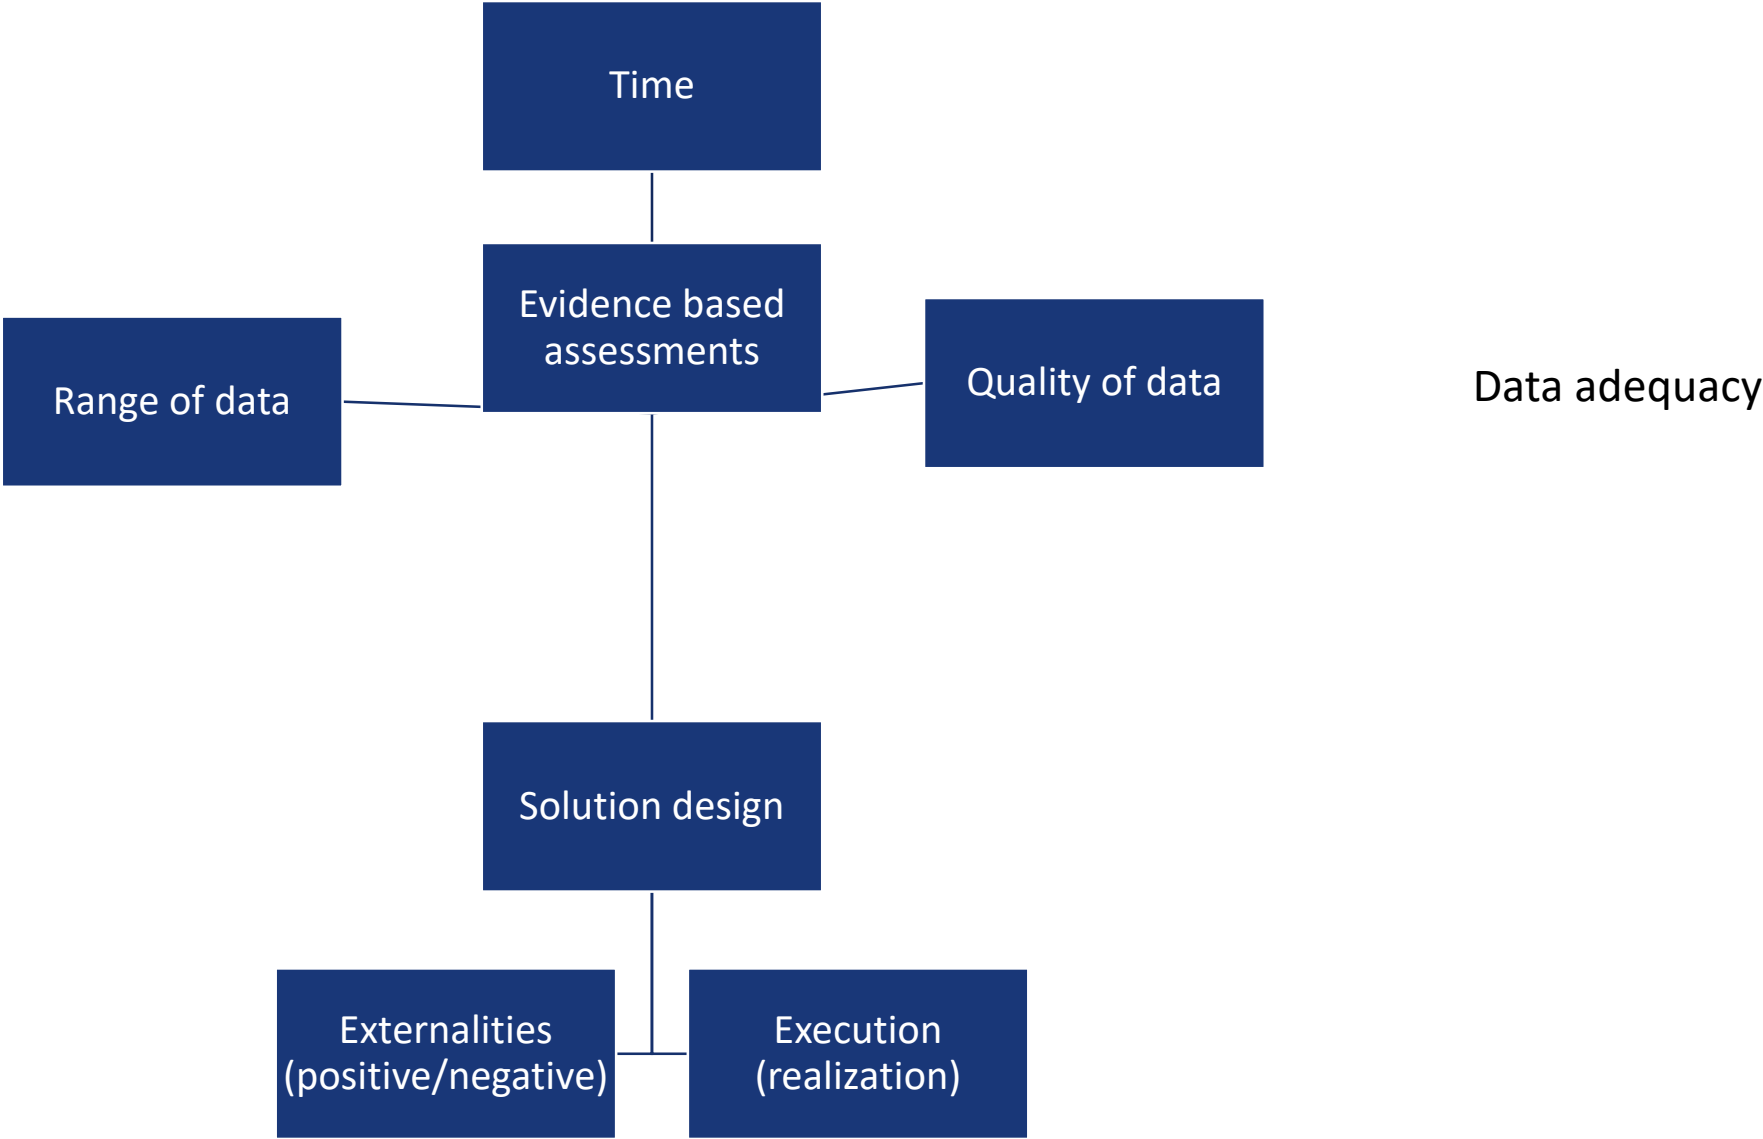 Time
Evidence based
assessments
Range of data
Quality of data
Data adequacy
Solution design
Externalities
(positive/negative)
Execution
(realization)